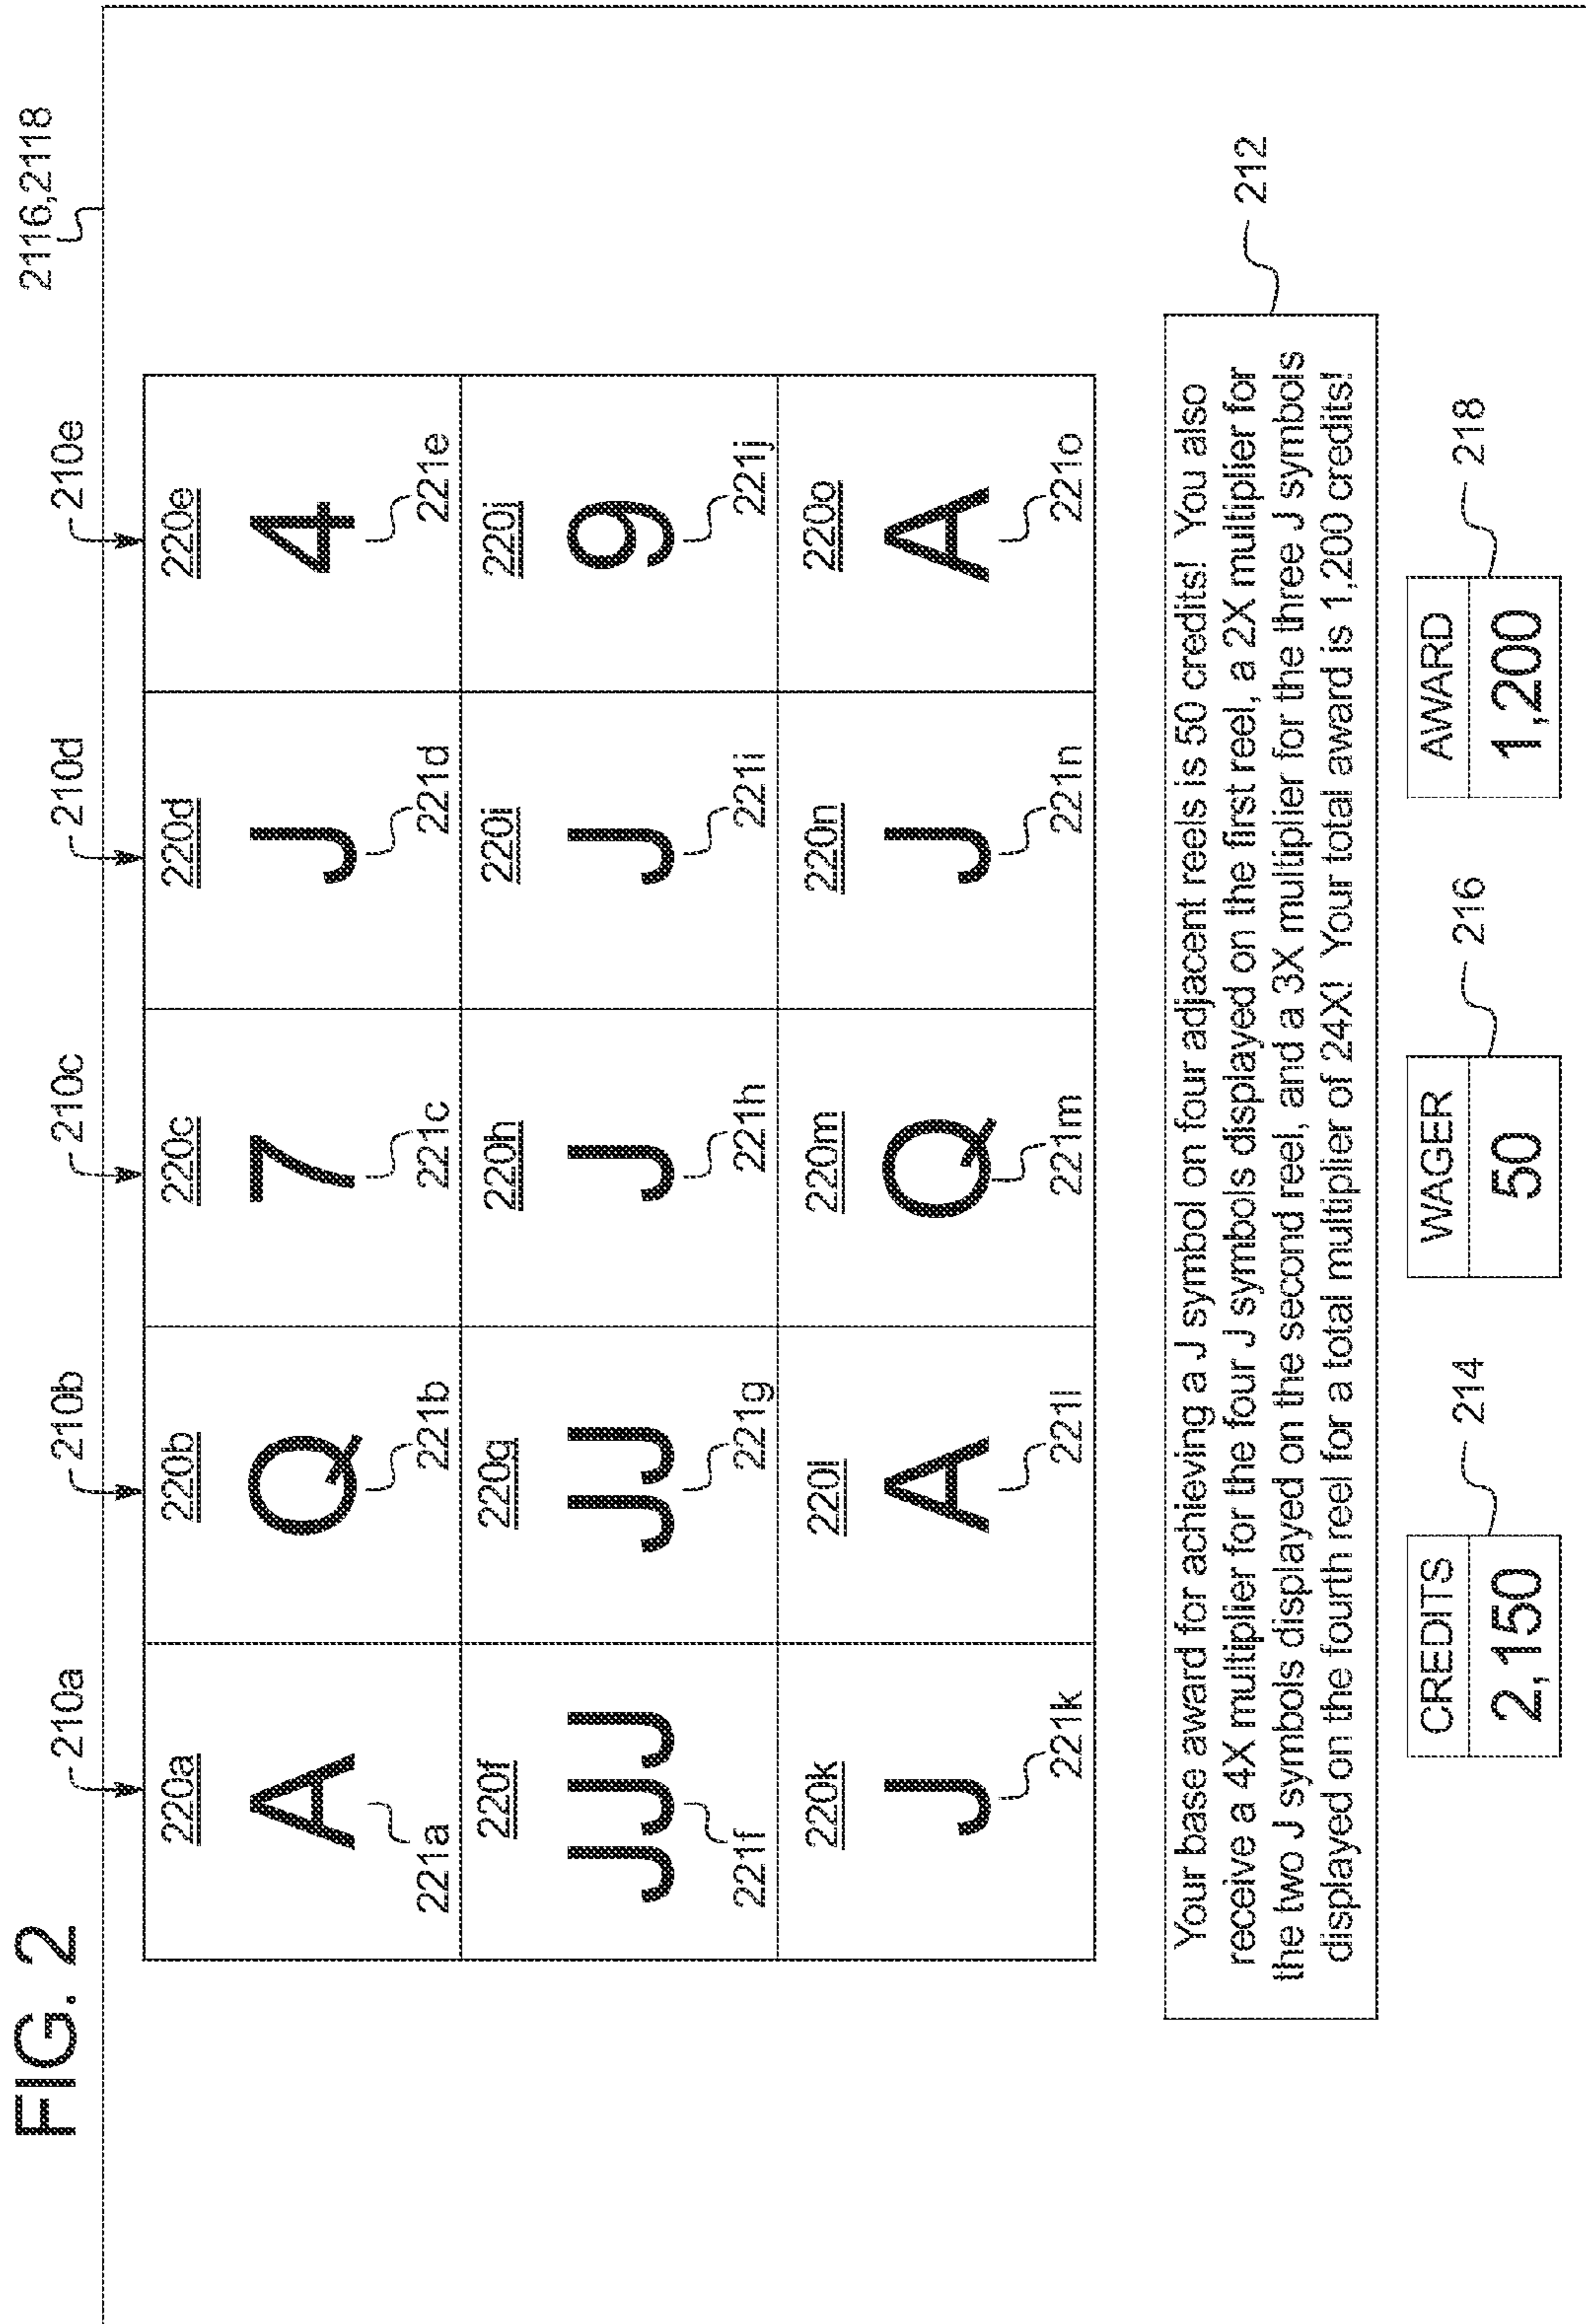 FIG. 2
2116,2118
210a 210b 210c 210d 210e
220a 220b 220c 220d 220e
A Q 7 J 4
221a 221b 221c 221d 221e
220f 220g 220h 220i 220j
JJJ JJ J J 9
221f 221g 221h 221i 221j
220k 220l 220m 220n 220o
J A Q J A
221k 221l 221m 221n 221o
Your base award for achieving a J symbol on four adjacent reels is 50 credits! You also
receive a 4X multiplier for the four J symbols displayed on the first reel, a 2X multiplier for
the two J symbols displayed on the second reel, and a 3X multiplier for the three J symbols
displayed on the fourth reel for a total multiplier of 24X! Your total award is 1,200 credits!
212
CREDITS 214 WAGER 216 AWARD 218
2,150 50 1,200